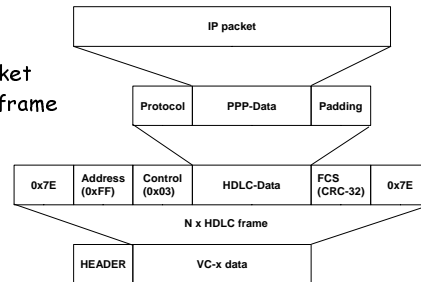 IP packet
ket
frame
Protocol PPP-Data Padding
0x7E Address (0xFF) Control (0x03) HDLC-Data FCS (CRC-32) 0x7E
N x HDLC frame
HEADER VC-x data